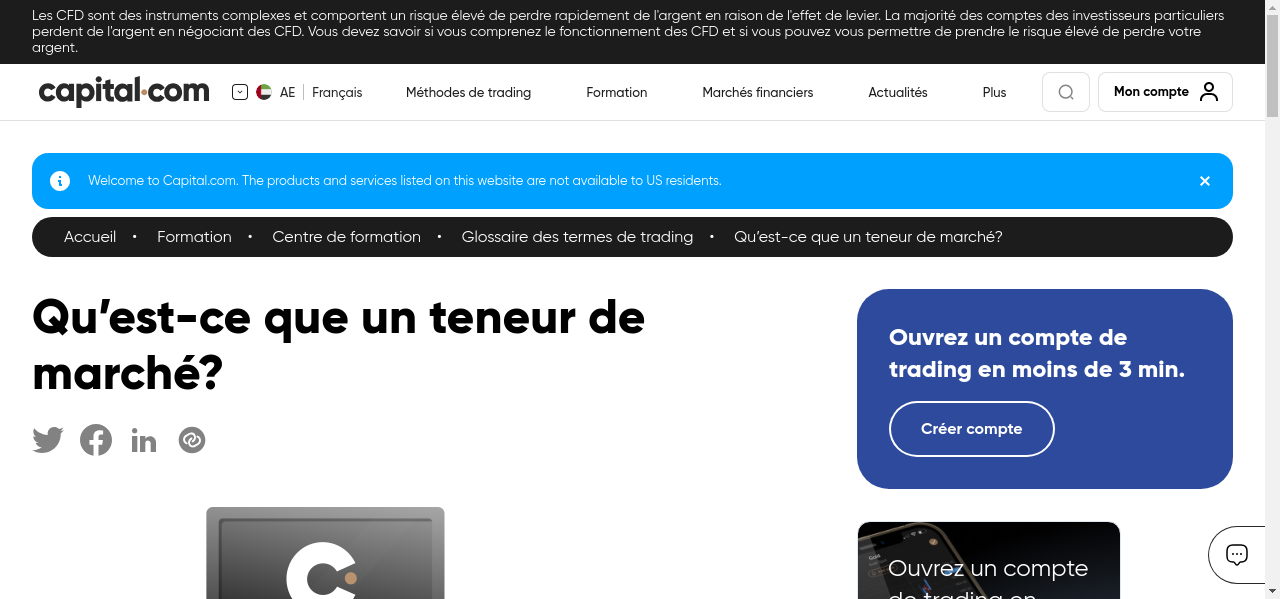 Les CFD sont des instruments complexes et comportent un risque élevé de perdre rapidement de l'argent en raison de l'effet de levier. La majorité des comptes des investisseurs particuliers
perdent de l'argent en négociant des CFD. Vous devez savoir si vous comprenez le fonctionnement des CFD et si vous pouvez vous permettre de prendre le risque élevé de perdre votre
argent.
capital.com AE Français Méthodes de trading Formation Marchés financiers Actualités Plus Mon compte
Welcome to Capital.com. The products and services listed on this website are not available to US residents.
Accueil • Formation • Centre de formation • Glossaire des termes de trading • Qu’est-ce que un teneur de marché?
Qu’est-ce que un teneur de
marché?
Ouvrez un compte de
trading en moins de 3 min.
Créer compte
Ouvrez un compte
de trading en